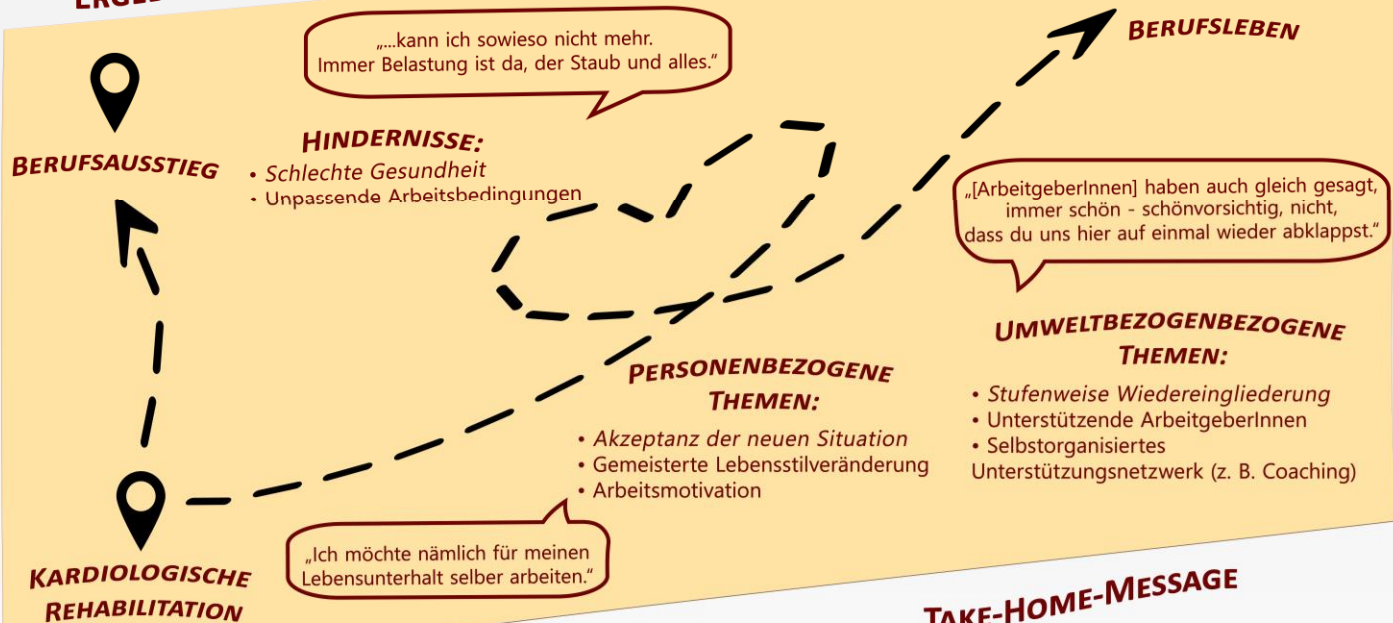 „...kann ich sowieso nicht mehr.
Immer Belastung ist da, der Staub und alles.“
BERUFSLEBEN
BERUFSAUSSTIEG
HINDERNISSE:
• Schlechte Gesundheit
• Unpassende Arbeitsbedingungen
„[ArbeitgeberInnen] haben auch gleich gesagt,
immer schön - schönvorsichtig, nicht,
dass du uns hier auf einmal wieder abklappst.“
PERSONENBEZOGENE
THEMEN:
• Akzeptanz der neuen Situation
• Gemeisterte Lebensstilveränderung
• Arbeitsmotivation
UMWELTBEZOGENBEZOGENE
THEMEN:
• Stufenweise Wiedereingliederung
• Unterstützende ArbeitgeberInnen
• Selbstorganisiertes
Unterstützungsnetzwerk (z. B. Coaching)
„Ich möchte nämlich für meinen
Lebensunterhalt selber arbeiten.“
KARDIOLOGISCHE
REHABILITATION
TAKE-HOME-MESSAGE